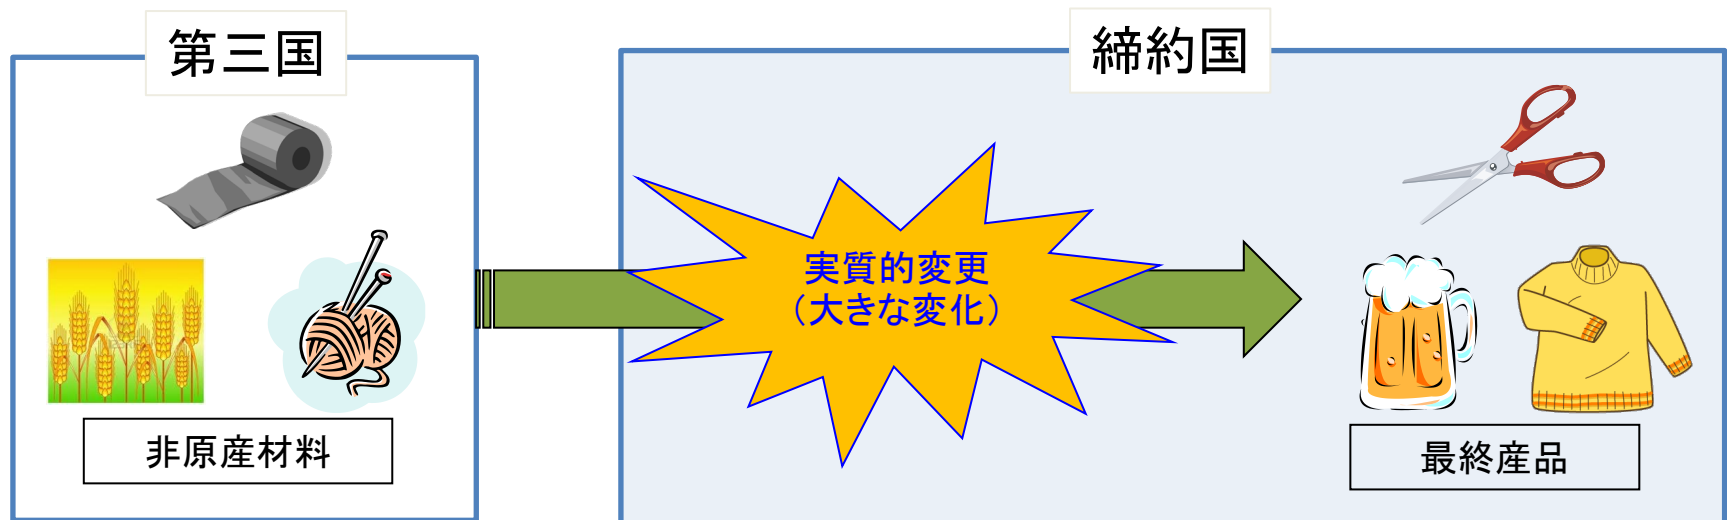 第三国
締約国
実質的変更
（大きな変化）
非原産材料
最終産品